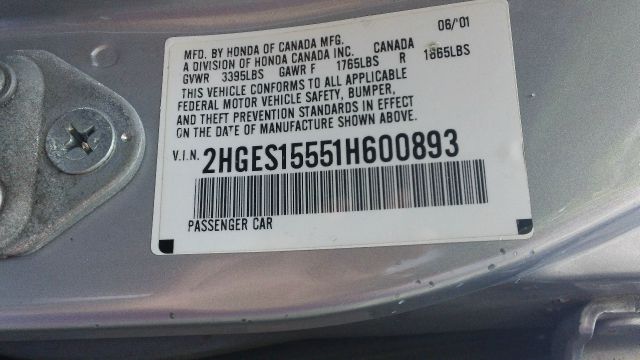 MFD. BY HONDA OF CANADA MFG. 06/'01
A DIVISION OF HONDA CANADA INC. CANADA
GVWR 3395LBS GAWR F 1765LBS R 1665LBS
THIS VEHICLE CONFORMS TO ALL APPLICABLE
FEDERAL MOTOR VEHICLE SAFETY, BUMPER,
AND THEFT PREVENTION STANDARDS IN EFFECT
ON THE DATE OF MANUFACTURE SHOWN ABOVE.
V.I.N. 2HGES15551H600893
PASSENGER CAR